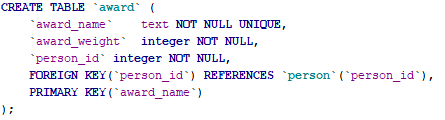 CREATE TABLE `award` (
    `award_name`    text NOT NULL UNIQUE,
    `award_weight`  integer NOT NULL,
    `person_id` integer NOT NULL,
    FOREIGN KEY(`person_id`) REFERENCES `person`(`person_id`),
    PRIMARY KEY(`award_name`)
);